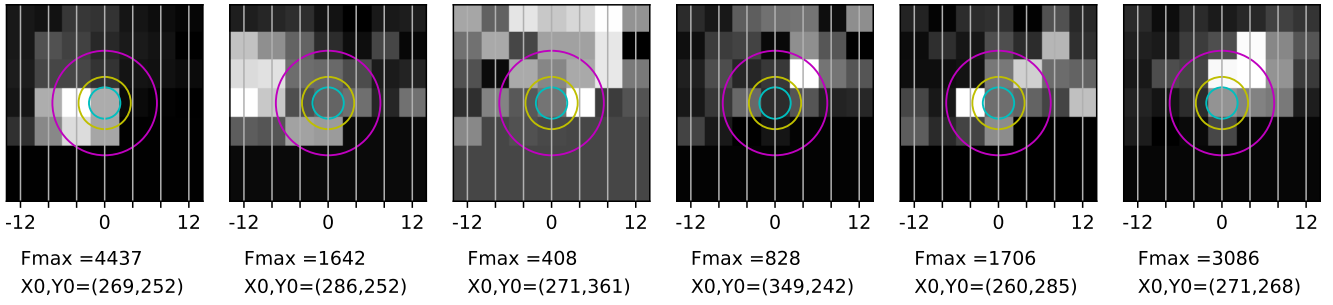 -12 0 12 -12 0 12 -12 0 12 -12 0 12 -12 0 12 -12 0 12
Fmax =4437 Fmax =1642 Fmax =408 Fmax =828 Fmax =1706 Fmax =3086
X0,Y0=(269,252) X0,Y0=(286,252) X0,Y0=(271,361) X0,Y0=(349,242) X0,Y0=(260,285) X0,Y0=(271,268)